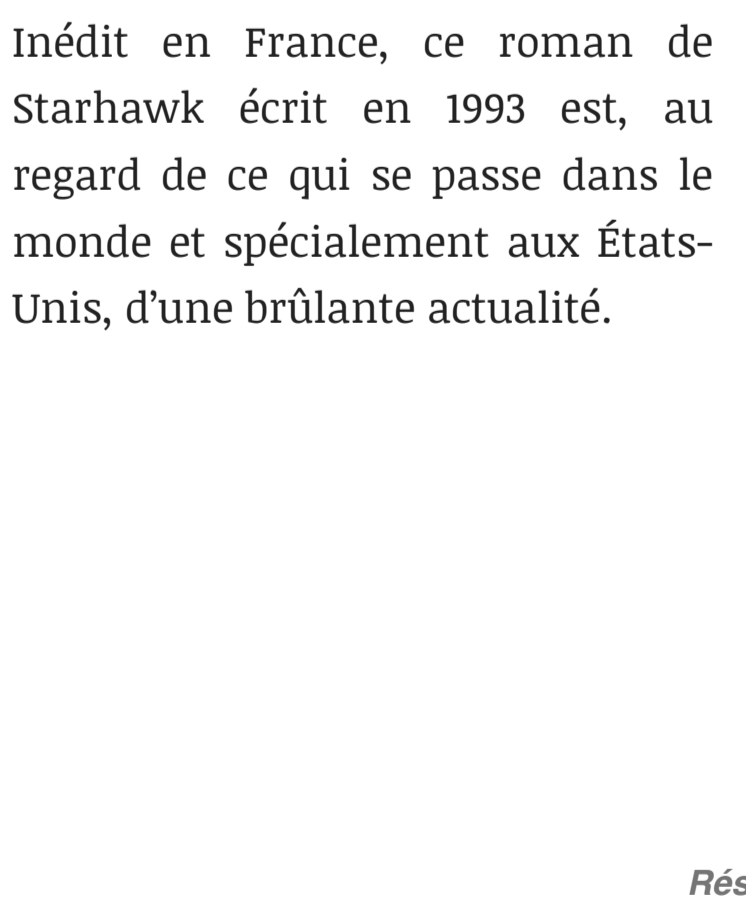 Inédit en France, ce roman de
Starhawk écrit en 1993 est, au
regard de ce qui se passe dans le
monde et spécialement aux États-
Unis, d’une brûlante actualité.
Rés